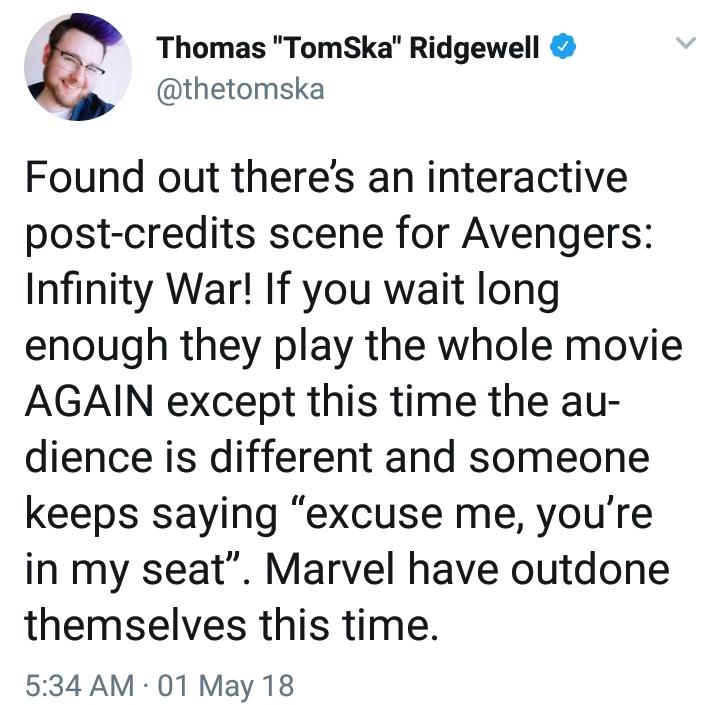 Thomas "TomSka" Ridgewell
@thetomska
Found out there’s an interactive
post-credits scene for Avengers:
Infinity War! If you wait long
enough they play the whole movie
AGAIN except this time the au-
dience is different and someone
keeps saying “excuse me, you’re
in my seat”. Marvel have outdone
themselves this time.
5:34 AM · 01 May 18